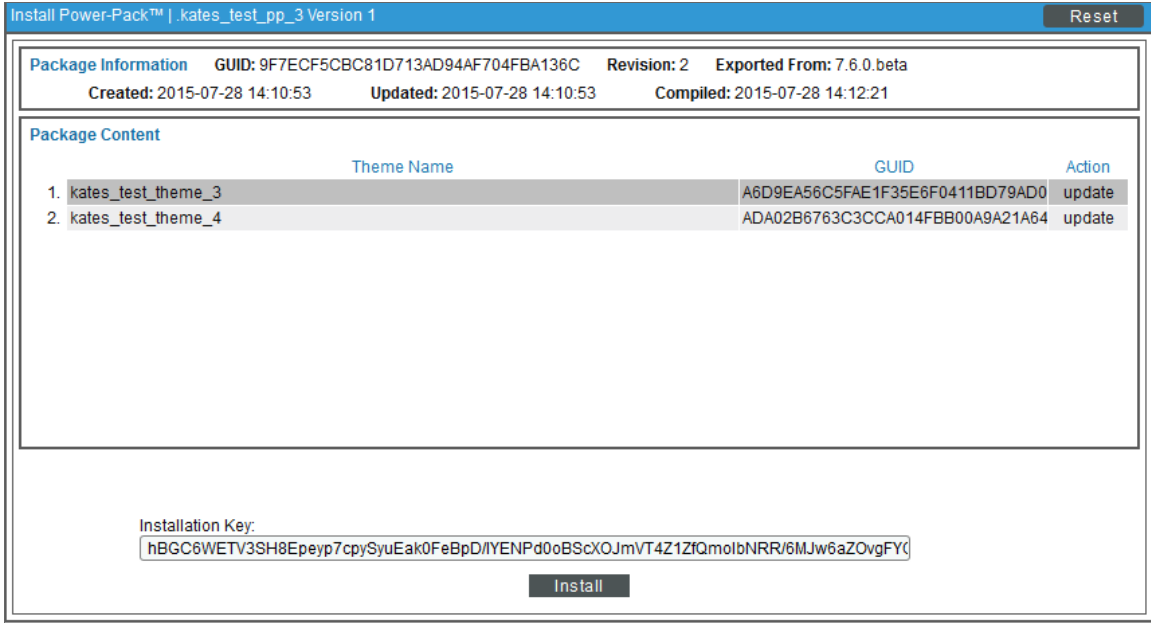 Install Power-Pack™ | .kates_test_pp_3 Version 1 Reset
Package Information GUID: 9F7ECF5CBC81D713AD94AF704FBA136C Revision: 2 Exported From: 7.6.0.beta
Created: 2015-07-28 14:10:53 Updated: 2015-07-28 14:10:53 Compiled: 2015-07-28 14:12:21
Package Content
Theme Name GUID Action
1. kates_test_theme_3 A6D9EA56C5FAE1F35E6F0411BD79AD0 update
2. kates_test_theme_4 ADA02B6763C3CCA014FBB00A9A21A64 update
Installation Key:
hBGC6WETV3SH8Epeyp7cpySyuEak0FeBpD/IYENPd0oBScXOJmVT4Z1ZfQmoIbNRR/6MJw6aZOvgFYC
Install